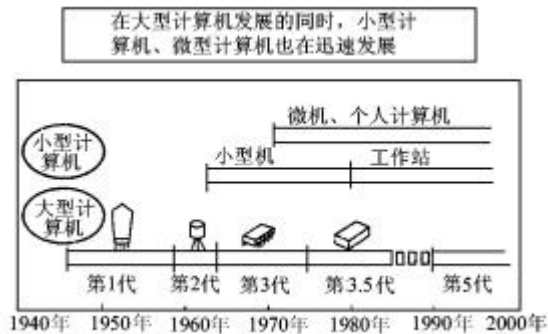 在大型计算机发展的同时，小型计
算机、微型计算机也在迅速发展
微机、个人计算机
小型计
算机
小型机
工作站
大型计
算机
第1代
第2代
第3代
第3.5代
第5代
1940年
1950年
1960年
1970年
1980年
1990年
2000年